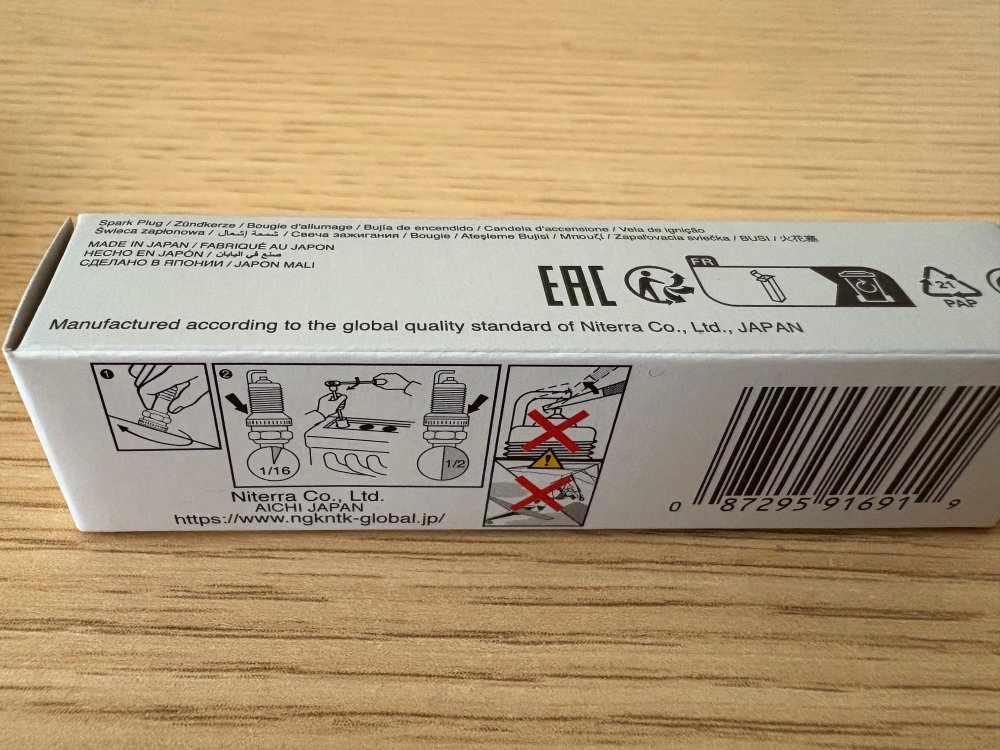 Spark Plug / Zündkerze / Bougie d'allumage / Bujía de encendido / Candela d'accensione / Vela de ignição
Świeca zapłonowa / شمعة إشعال / Свеча зажигания / Bougie / Ateşleme Bujisi / Μπουζί / Zapaľovacia sviečka / BUSI / 火花塞
MADE IN JAPAN / FABRIQUÉ AU JAPON
HECHO EN JAPÓN / صنع في اليابان
СДЕЛАНО В ЯПОНИИ / JAPON MALI
EAC
FR
21
PAP
Manufactured according to the global quality standard of Niterra Co., Ltd., JAPAN
1
2
1/16
1/2
Niterra Co., Ltd.
AICHI JAPAN
https://www.ngkntk-global.jp/
0 87295 91691 9